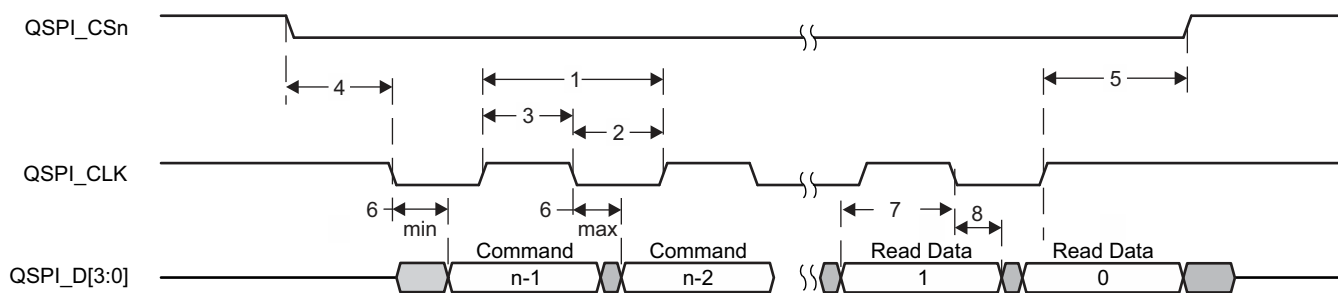 QSPI_CSn
4
1
5
3
2
QSPI_CLK
6
min
6
max
7
8
Command
Command
Read Data
Read Data
QSPI_D[3:0]
n-1
n-2
1
0